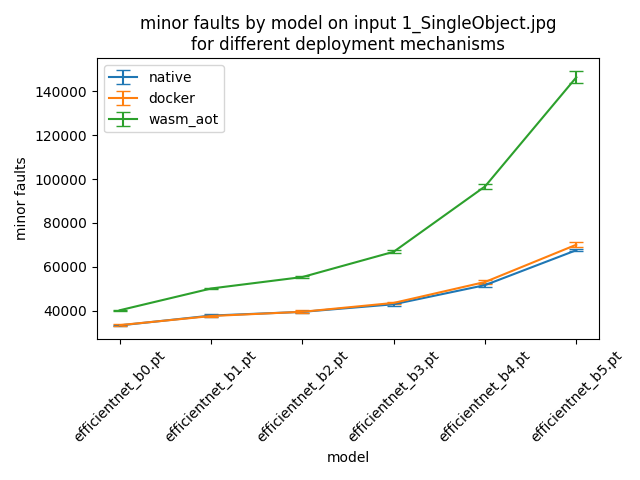 minor faults by model on input 1_SingleObject.jpg
for different deployment mechanisms
native
docker
wasm_aot
minor faults
140000
120000
100000
80000
60000
40000
efficientnet_b0.pt
efficientnet_b1.pt
efficientnet_b2.pt
efficientnet_b3.pt
efficientnet_b4.pt
efficientnet_b5.pt
model